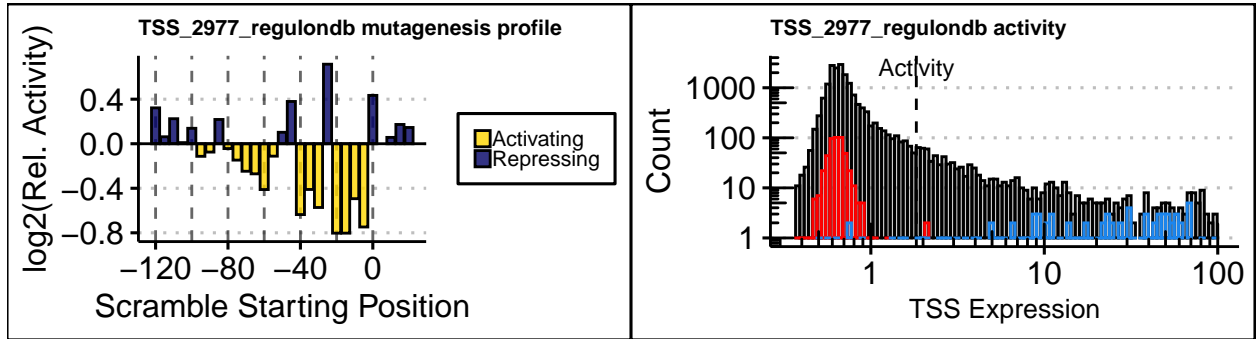 TSS_2977_regulondb mutagenesis profile
log2(Rel. Activity)
0.4
0.0
−0.4
−0.8
−120
−80
−40
0
Scramble Starting Position
Activating
Repressing
TSS_2977_regulondb activity
Activity
Count
1000
100
10
1
1
10
100
TSS Expression